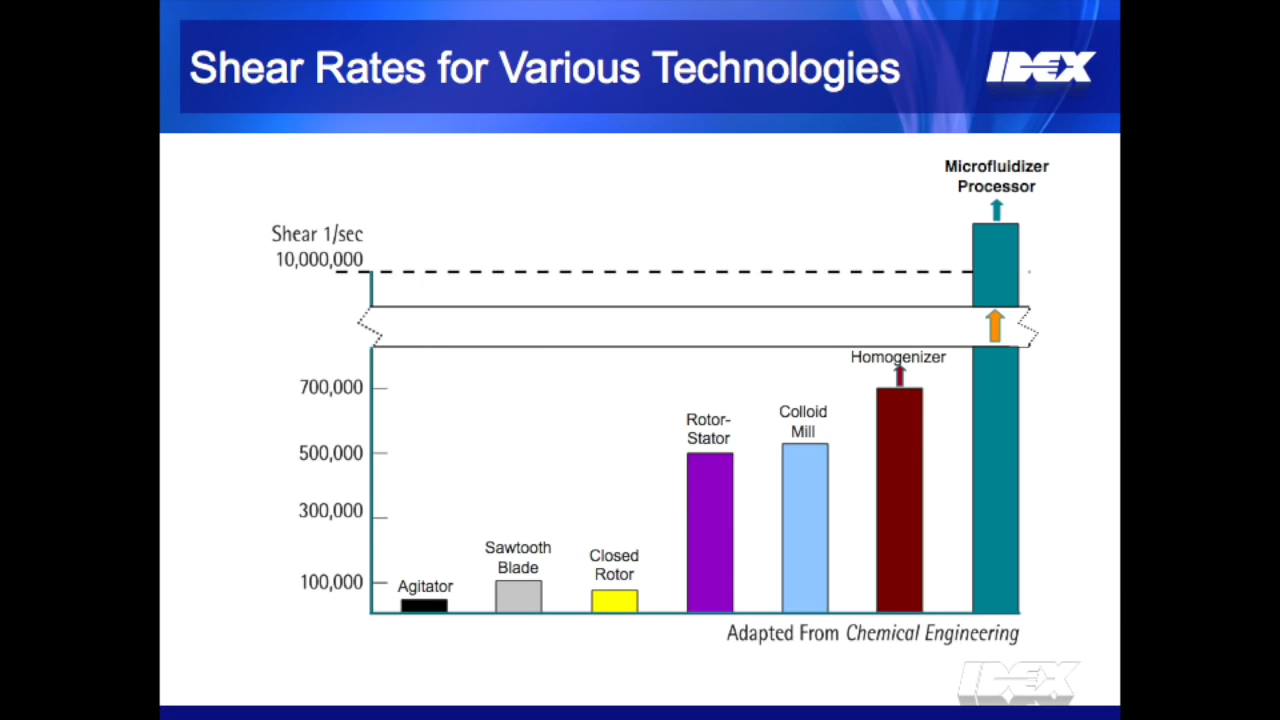 Shear Rates for Various Technologies
IDEX
Microfluidizer
Processor
Shear 1/sec
10,000,000
Homogenizer
700,000
Colloid
Mill
Rotor-
Stator
500,000
300,000
Sawtooth
Blade
Closed
Rotor
100,000
Agitator
Adapted From Chemical Engineering
IDEX